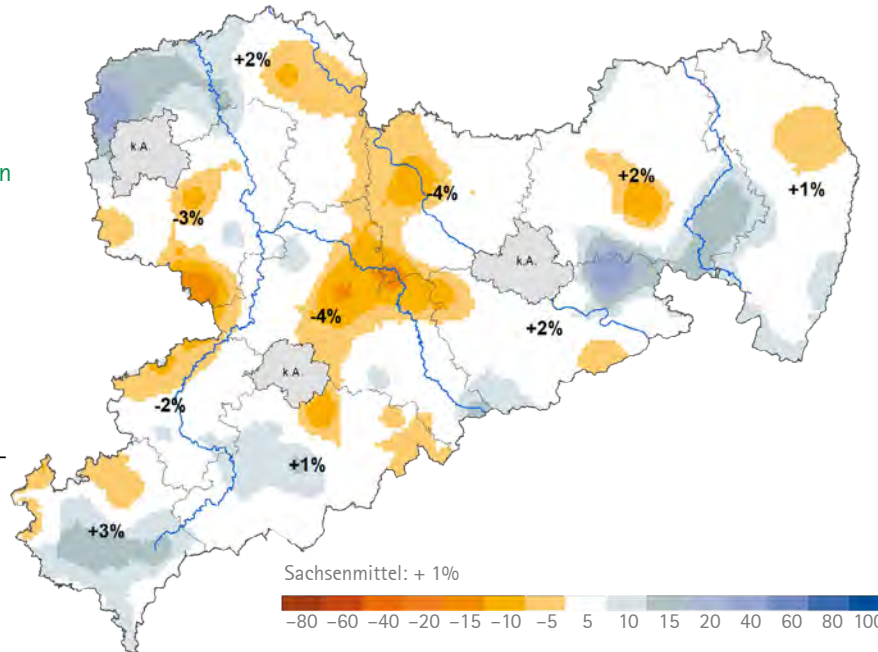 +2%
k.A.
n
+2%
-4%
+1%
-3%
k.A.
-4%
+2%
k.A.
-2%
+1%
+3%
Sachsenmittel: + 1%
−80 −60 −40 −20 −15 −10 −5 5 10 15 20 40 60 80 100